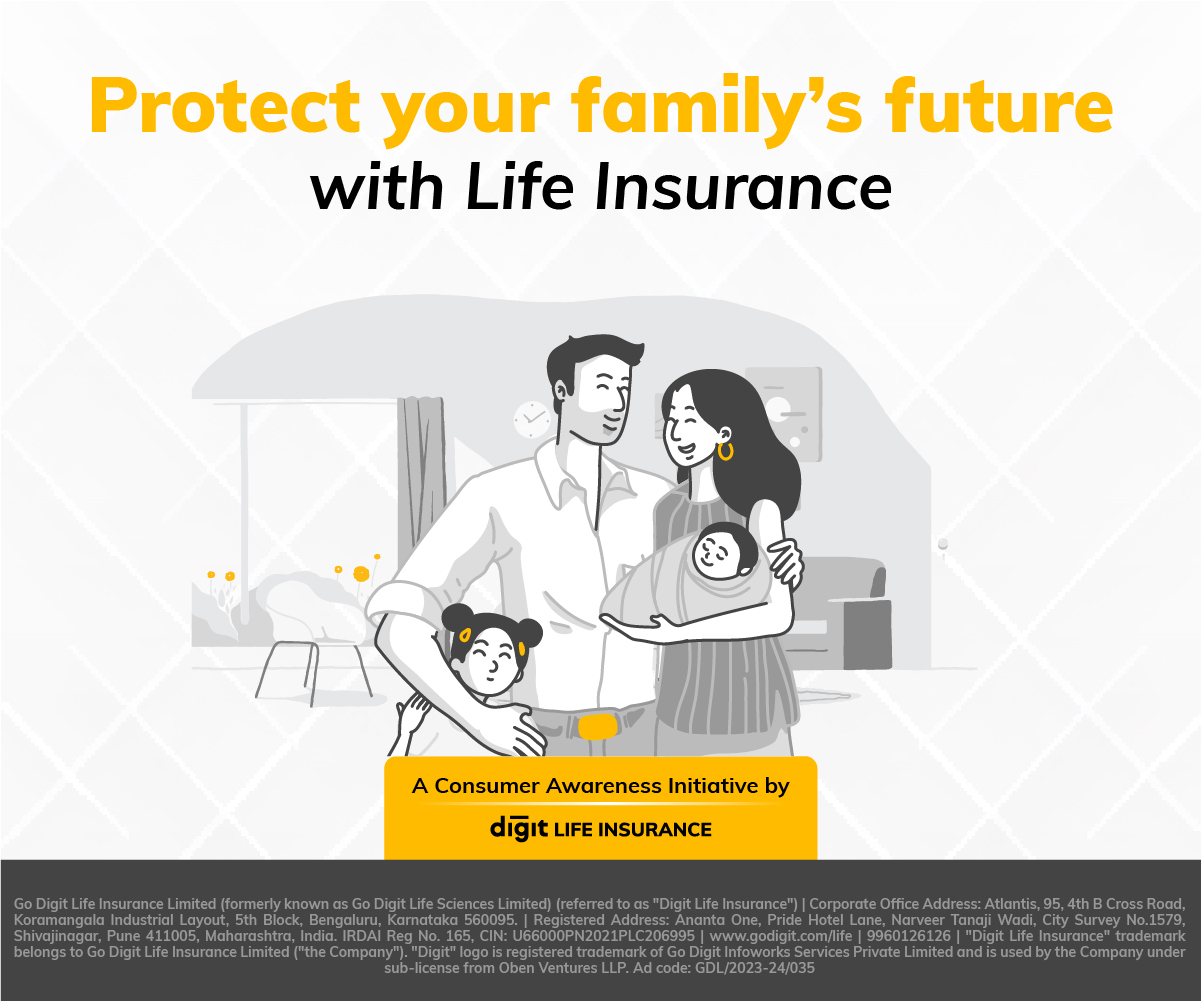 Protect your family’s future
with Life Insurance
A Consumer Awareness Initiative by
digit LIFE INSURANCE
Go Digit Life Insurance Limited (formerly known as Go Digit Life Sciences Limited) (referred to as "Digit Life Insurance") | Corporate Office Address: Atlantis, 95, 4th B Cross Road,
Koramangala Industrial Layout, 5th Block, Bengaluru, Karnataka 560095. | Registered Address: Ananta One, Pride Hotel Lane, Narveer Tanaji Wadi, City Survey No.1579,
Shivajinagar, Pune 411005, Maharashtra, India. IRDAI Reg No. 165, CIN: U66000PN2021PLC206995 | www.godigit.com/life | 9960126126 | "Digit Life Insurance" trademark
belongs to Go Digit Life Insurance Limited ("the Company"). "Digit" logo is registered trademark of Go Digit Infoworks Services Private Limited and is used by the Company under
sub-license from Oben Ventures LLP. Ad code: GDL/2023-24/035